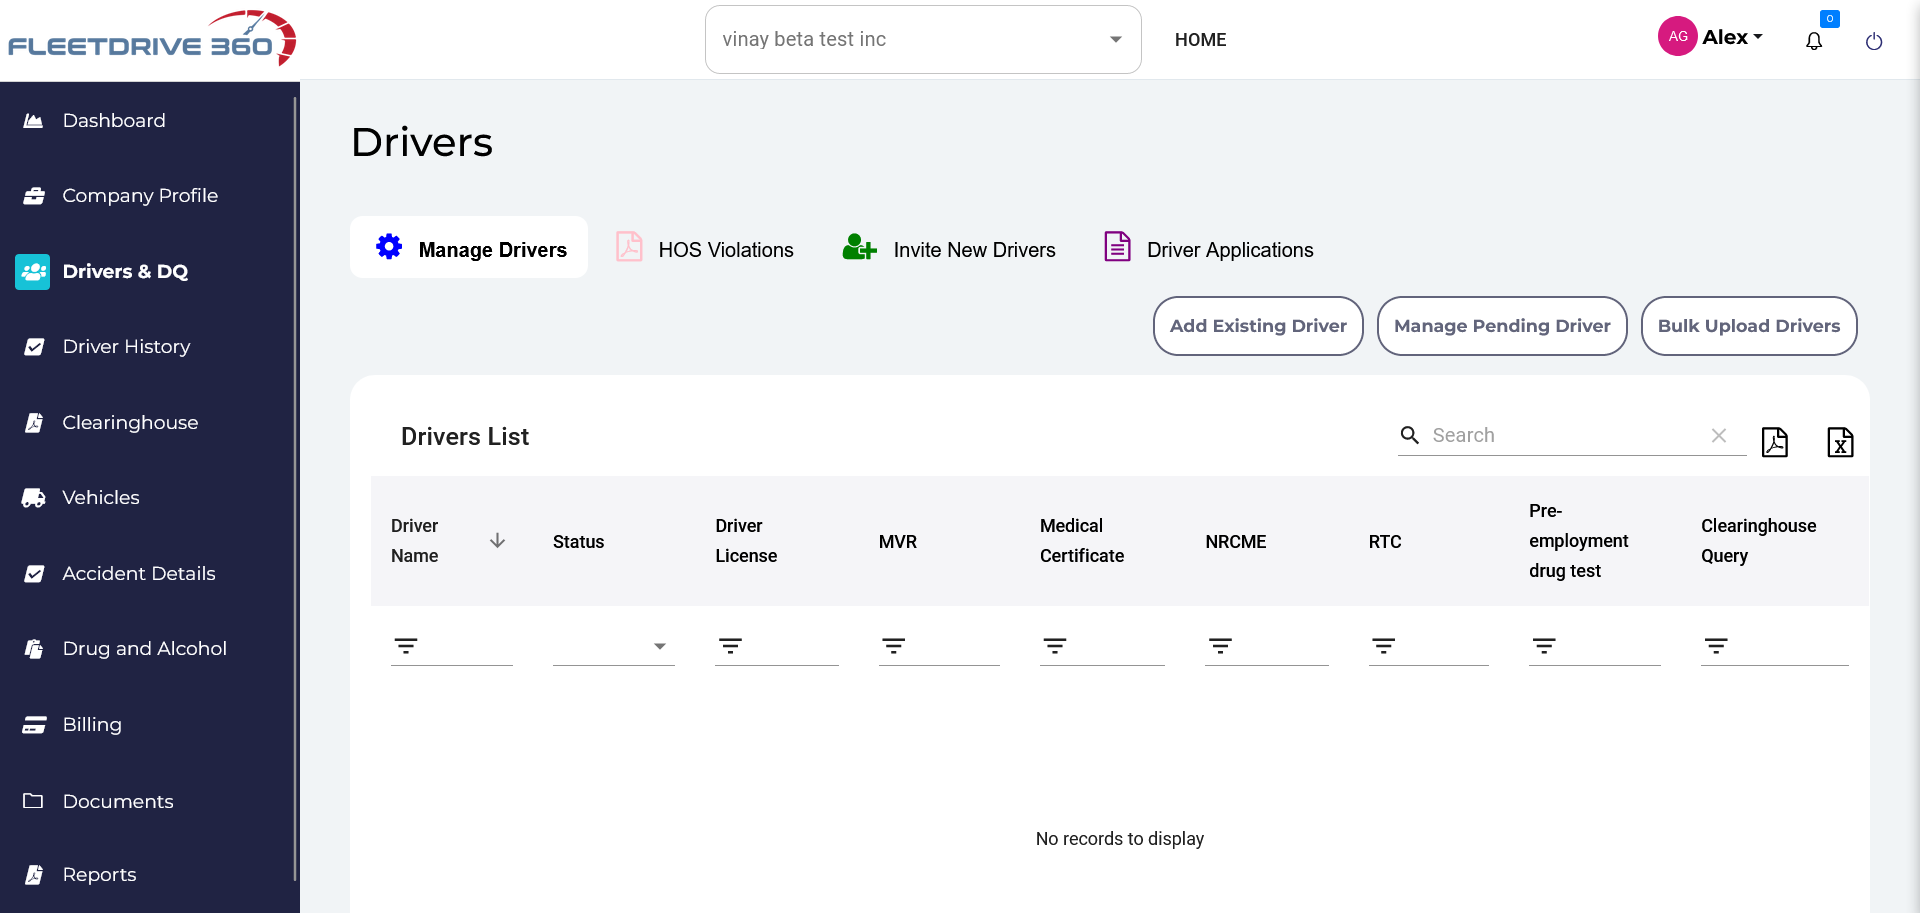 FLEETDRIVE 360
vinay beta test inc
HOME
AG
Alex
0
Dashboard
Company Profile
Drivers & DQ
Driver History
Clearinghouse
Vehicles
Accident Details
Drug and Alcohol
Billing
Documents
Reports
Drivers
Manage Drivers
HOS Violations
Invite New Drivers
Driver Applications
Add Existing Driver
Manage Pending Driver
Bulk Upload Drivers
Drivers List
Search
Driver
Name
Status
Driver
License
MVR
Medical
Certificate
NRCME
RTC
Pre-
employment
drug test
Clearinghouse
Query
No records to display